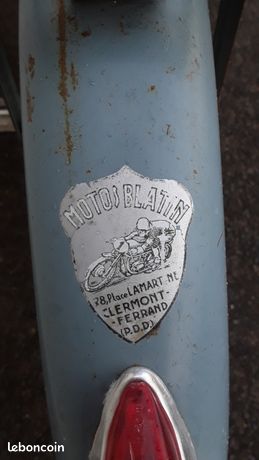 MOTOS BLATIN
28, Place LAMARTINE
CLERMONT-
FERRAND
(P.D.D)
leboncoin